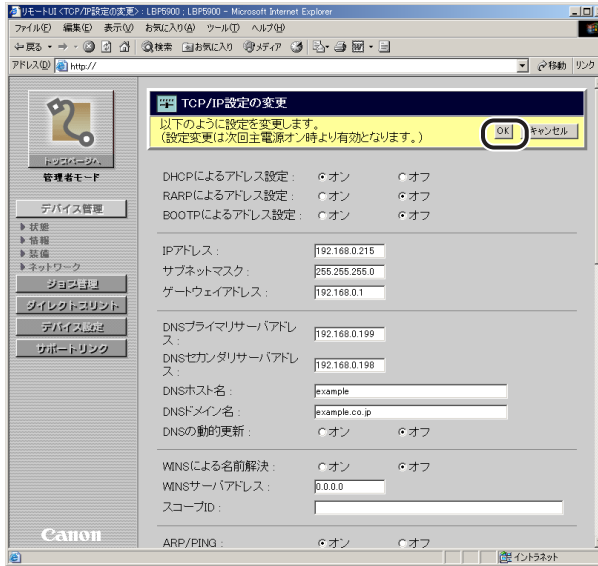 リモートUI <TCP/IP設定の変更> : LBP5900 ; LBP5900 - Microsoft Internet Explorer
ファイル(F) 編集(E) 表示(V) お気に入り(A) ツール(T) ヘルプ(H)
戻る 検索 お気に入り メディア
アドレス(D) http:// 移動 リンク
TCP/IP設定の変更
以下のように設定を変更します。
(設定変更は次回主電源オン時より有効となります。)
OK キャンセル
トップページへ
管理者モード
デバイス管理
状態
情報
装備
ネットワーク
ジョブ管理
ダイレクトプリント
デバイス設定
サポートリンク
Canon
DHCPによるアドレス設定 : オン オフ
RARPによるアドレス設定 : オン オフ
BOOTPによるアドレス設定 : オン オフ
IPアドレス : 192.168.0.215
サブネットマスク : 255.255.255.0
ゲートウェイアドレス : 192.168.0.1
DNSプライマリサーバアドレ
ス : 192.168.0.199
DNSセカンダリサーバアドレ
ス : 192.168.0.198
DNSホスト名 : example
DNSドメイン名 : example.co.jp
DNSの動的更新 : オン オフ
WINSによる名前解決 : オン オフ
WINSサーバアドレス : 0.0.0.0
スコープID :
ARP/PING : オン オフ
イントラネット